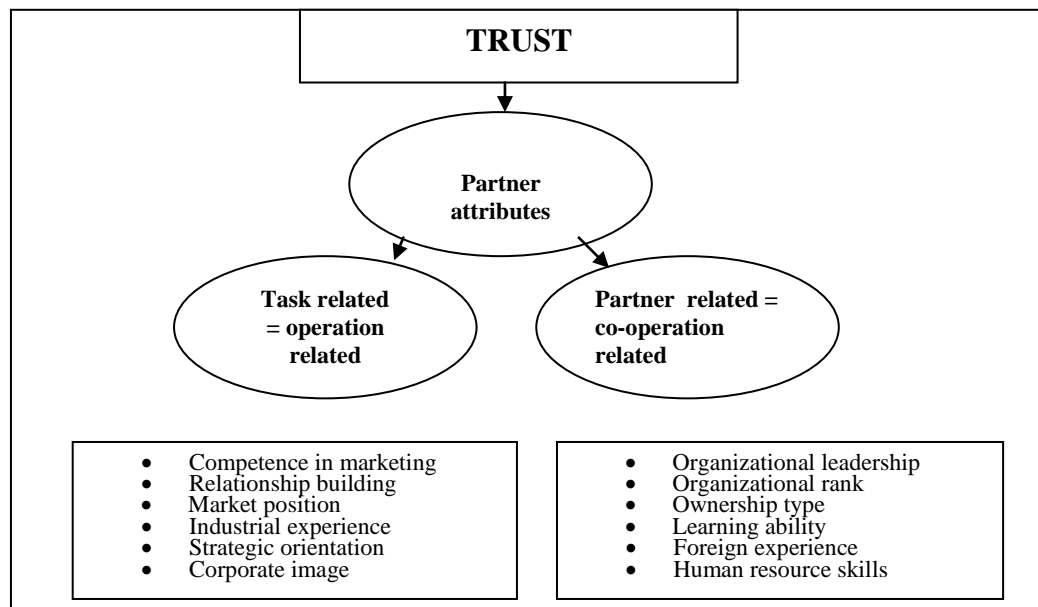 TRUST
Partner
attributes
Task related
= operation
related
Partner related =
co-operation
related
• Competence in marketing
• Relationship building
• Market position
• Industrial experience
• Strategic orientation
• Corporate image
• Organizational leadership
• Organizational rank
• Ownership type
• Learning ability
• Foreign experience
• Human resource skills